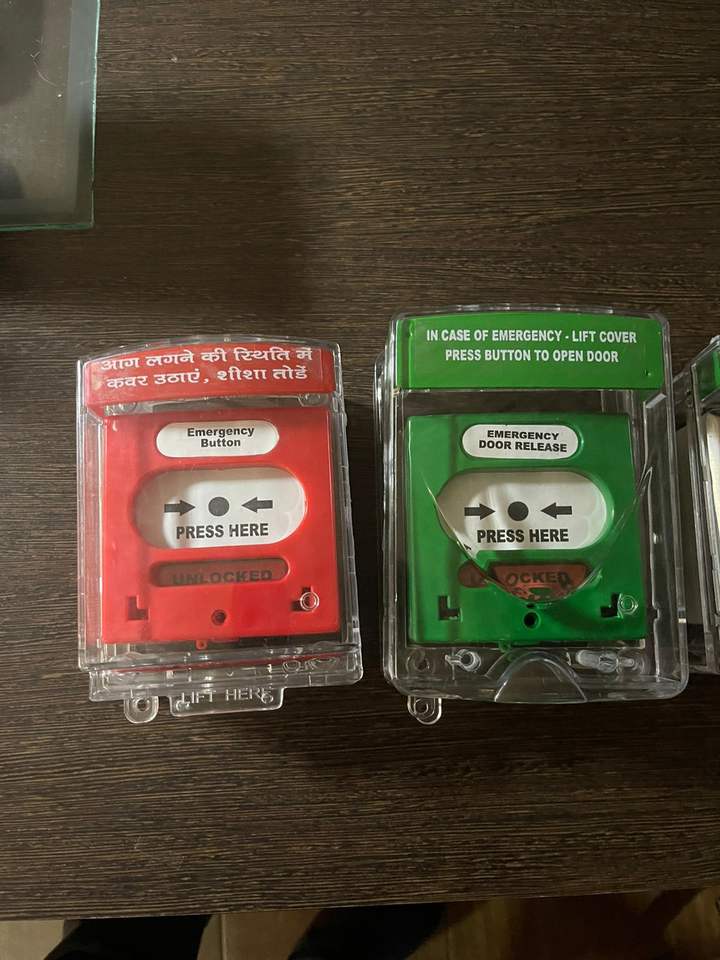 आग लगने की स्थिति में
कवर उठाएं, शीशा तोडें
Emergency
Button
PRESS HERE
UNLOCKED
LIFT HERE
IN CASE OF EMERGENCY - LIFT COVER
PRESS BUTTON TO OPEN DOOR
EMERGENCY
DOOR RELEASE
PRESS HERE